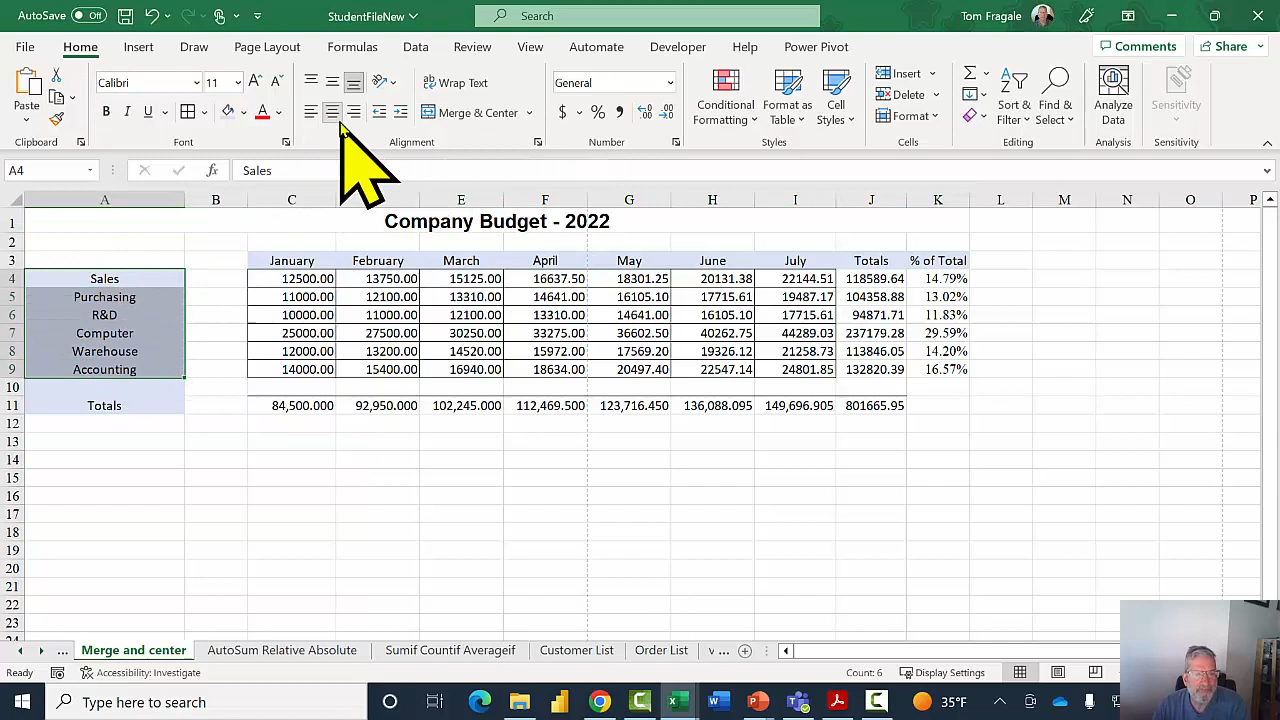 AutoSave Off StudentFileNew Search Tom Fragale
File Home Insert Draw Page Layout Formulas Data Review View Automate Developer Help Power Pivot Comments Share
Calibri 11 Wrap Text General Insert
Paste B I U Merge & Center $ % Conditional Formatting Format as Table Cell Styles Delete Sort & Filter Find & Select Analyze Data Sensitivity
Format
Clipboard Font Alignment Number Styles Cells Editing Analysis Sensitivity
A4 fx Sales
A B C E F G H I J K L M N O P
1 Company Budget - 2022
2
3 January February March April May June July Totals % of Total
4 Sales 12500.00 13750.00 15125.00 16637.50 18301.25 20131.38 22144.51 118589.64 14.79%
5 Purchasing 11000.00 12100.00 13310.00 14641.00 16105.10 17715.61 19487.17 104358.88 13.02%
6 R&D 10000.00 11000.00 12100.00 13310.00 14641.00 16105.10 17715.61 94871.71 11.83%
7 Computer 25000.00 27500.00 30250.00 33275.00 36602.50 40262.75 44289.03 237179.28 29.59%
8 Warehouse 12000.00 13200.00 14520.00 15972.00 17569.20 19326.12 21258.73 113846.05 14.20%
9 Accounting 14000.00 15400.00 16940.00 18634.00 20497.40 22547.14 24801.85 132820.39 16.57%
10
11 Totals 84,500.000 92,950.000 102,245.000 112,469.500 123,716.450 136,088.095 149,696.905 801665.95
12
13
14
15
16
17
18
19
20
21
22
23
24
... Merge and center AutoSum Relative Absolute Sumif Countif Averageif Customer List Order List v ...
Ready Accessibility: Investigate Count: 6 Display Settings
Type here to search 35°F